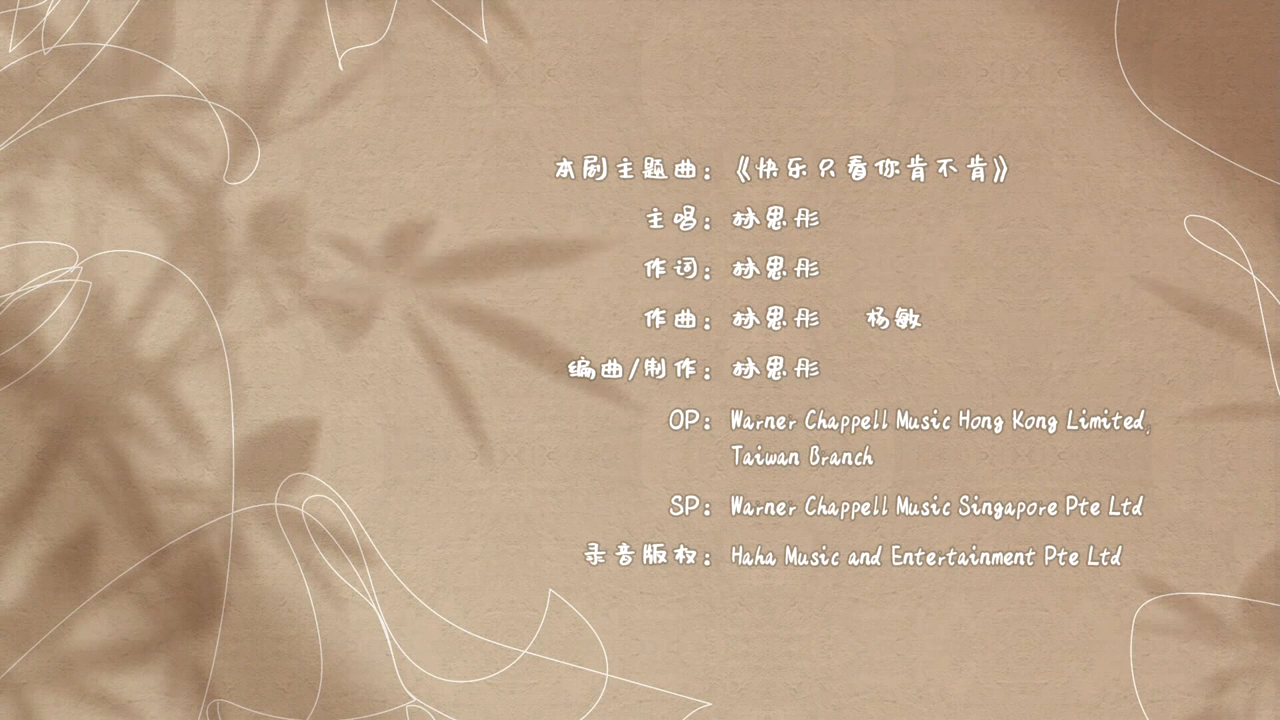 本剧主题曲：《快乐只看你肯不肯》
主唱：林思彤
作词：林思彤
作曲：林思彤 杨敏
编曲/制作：林思彤
OP：Warner Chappell Music Hong Kong Limited,
Taiwan Branch
SP：Warner Chappell Music Singapore Pte Ltd
录音版权：Haha Music and Entertainment Pte Ltd